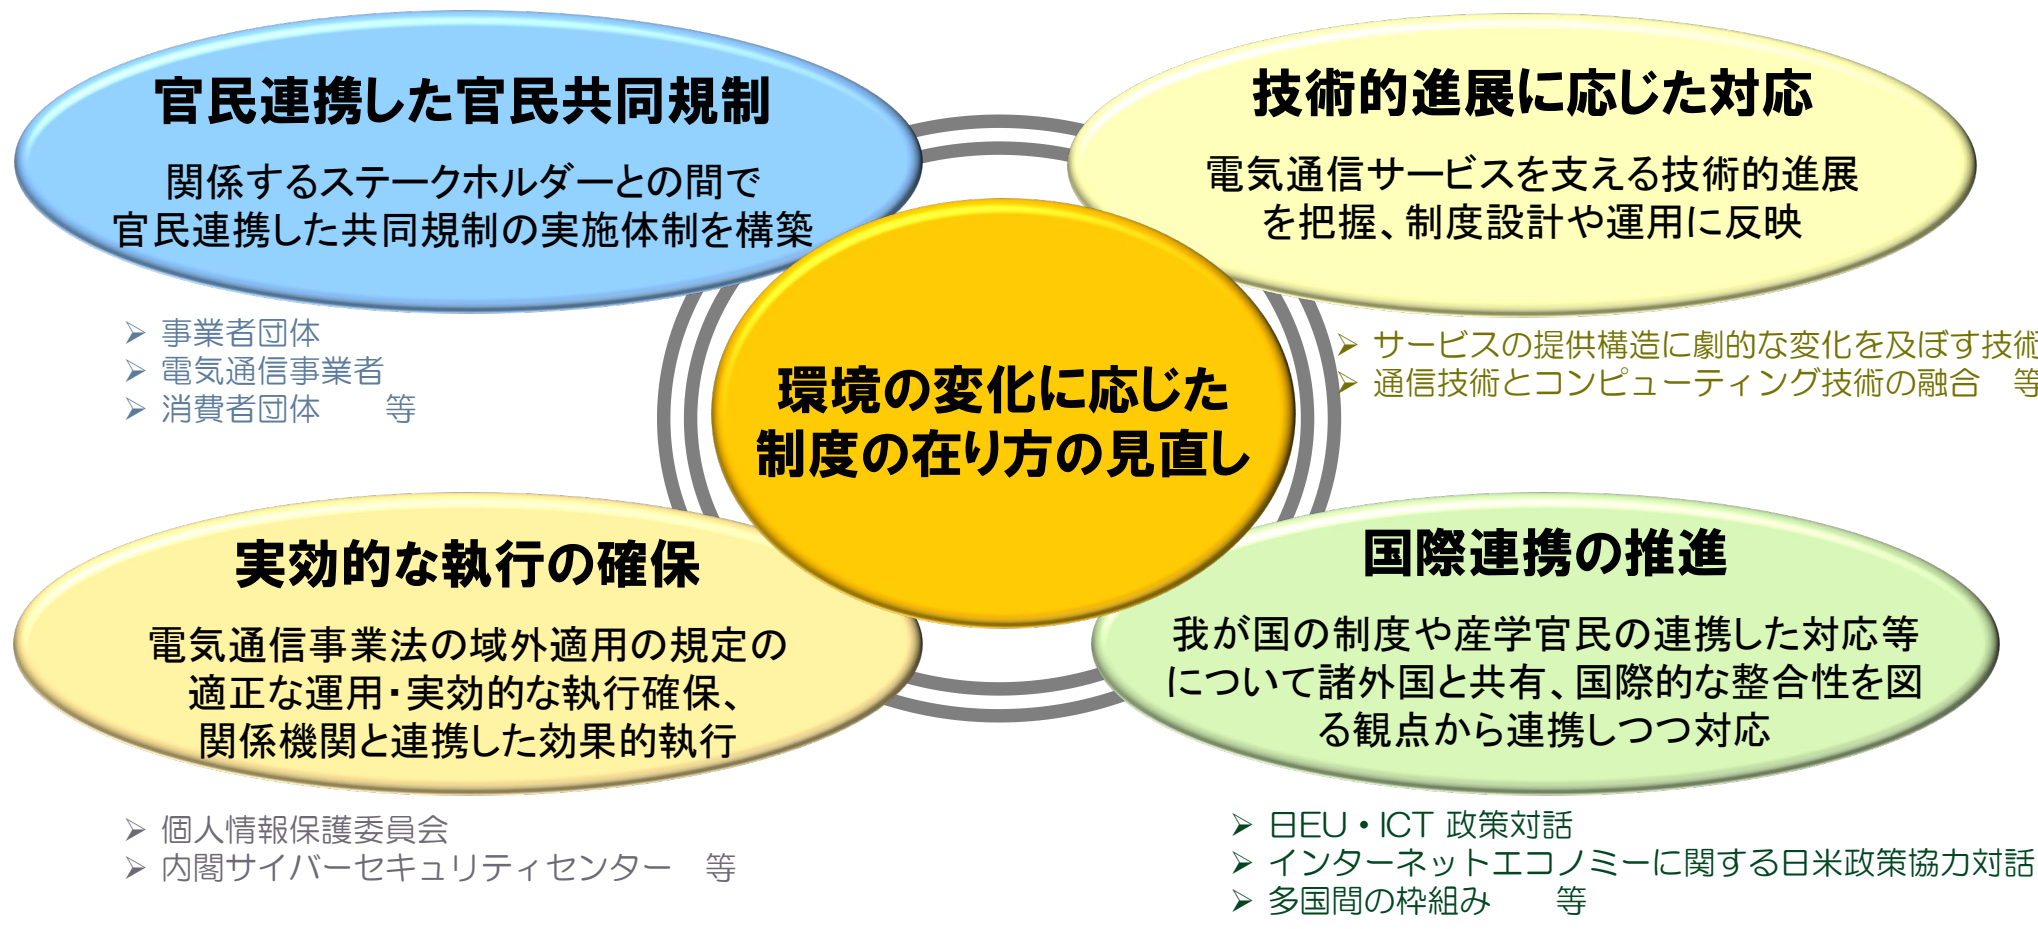 官民連携した官民共同規制
関係するステークホルダーとの間で
官民連携した共同規制の実施体制を構築
➢ 事業者団体
➢ 電気通信事業者
➢ 消費者団体　　等
技術的進展に応じた対応
電気通信サービスを支える技術的進展
を把握、制度設計や運用に反映
➢ サービスの提供構造に劇的な変化を及ぼす技術
➢ 通信技術とコンピューティング技術の融合　等
環境の変化に応じた
制度の在り方の見直し
実効的な執行の確保
電気通信事業法の域外適用の規定の
適正な運用・実効的な執行確保、
関係機関と連携した効果的執行
➢ 個人情報保護委員会
➢ 内閣サイバーセキュリティセンター　等
国際連携の推進
我が国の制度や産学官民の連携した対応等
について諸外国と共有、国際的な整合性を図
る観点から連携しつつ対応
➢ 日EU・ICT 政策対話
➢ インターネットエコノミーに関する日米政策協力対話
➢ 多国間の枠組み　　等